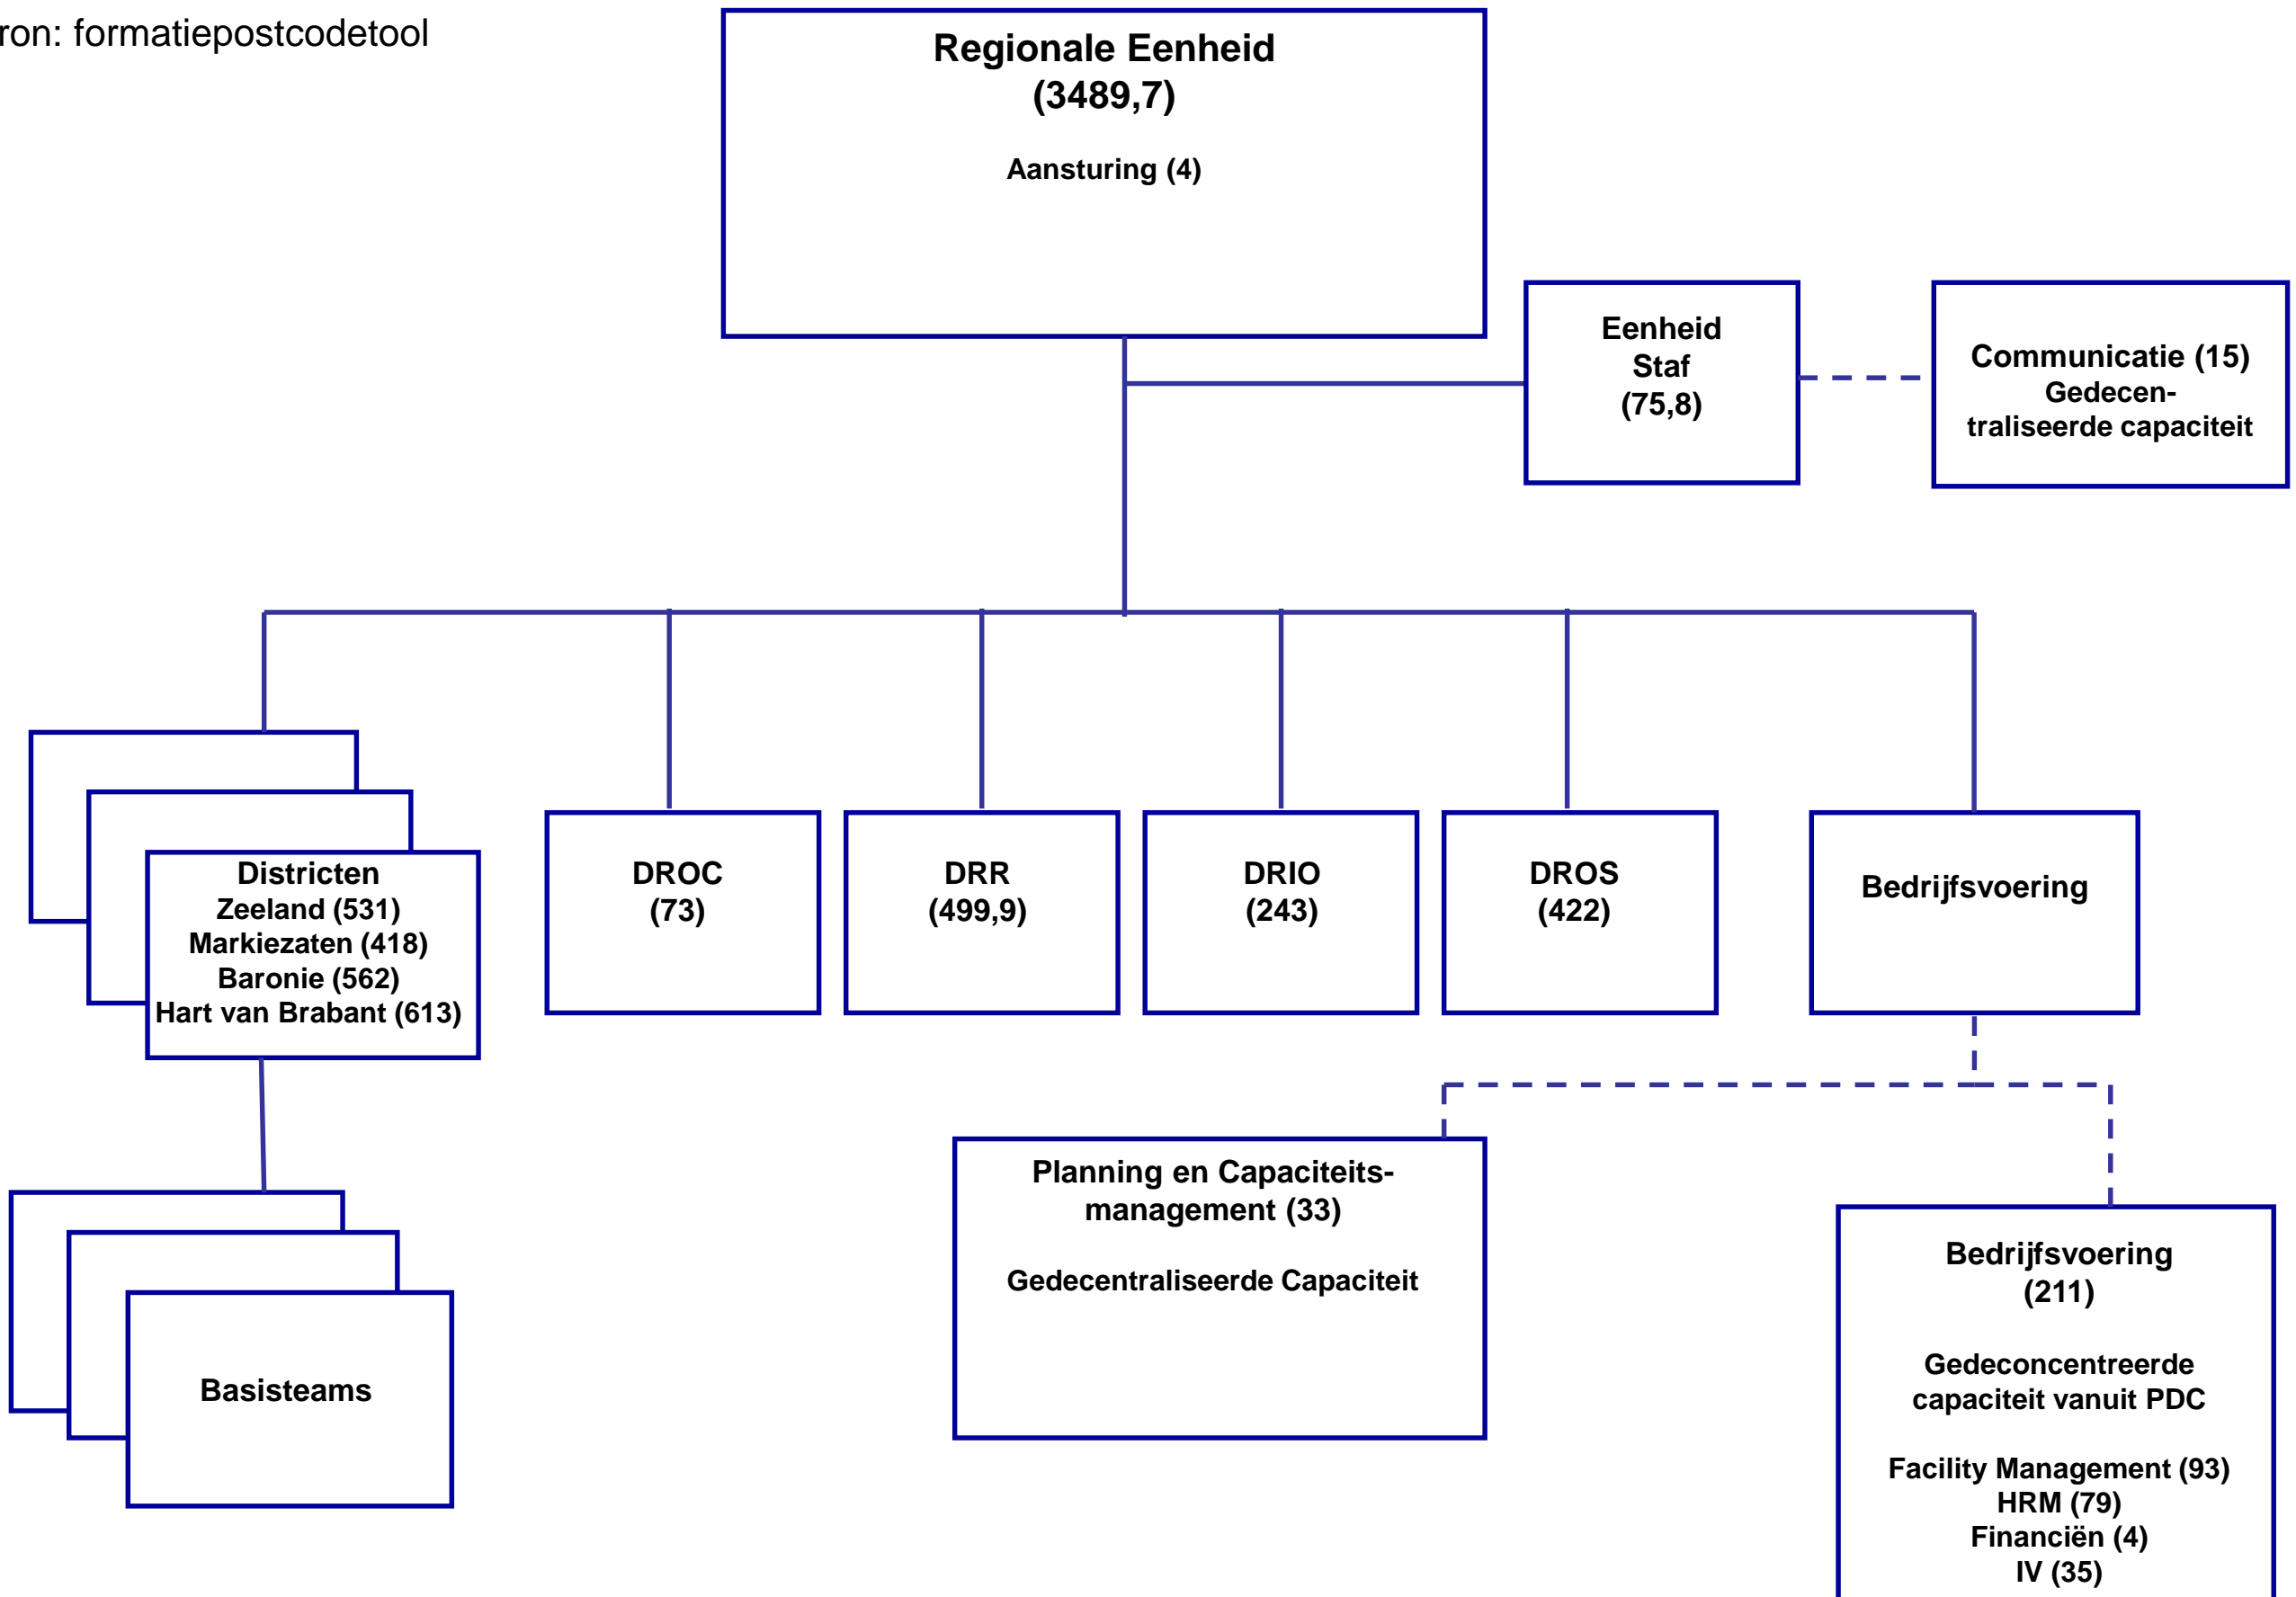 ron: formatiepostcodetool
Regionale Eenheid
(3489,7)
Aansturing (4)
Eenheid
Staf
(75,8)
Communicatie (15)
Gedecen-
traliseerde capaciteit
Districten
Zeeland (531)
Markiezaten (418)
Baronie (562)
Hart van Brabant (613)
DROC
(73)
DRR
(499,9)
DRIO
(243)
DROS
(422)
Bedrijfsvoering
Basisteams
Planning en Capaciteits-
management (33)
Gedecentraliseerde Capaciteit
Bedrijfsvoering
(211)
Gedeconcentreerde
capaciteit vanuit PDC
Facility Management (93)
HRM (79)
Financiën (4)
IV (35)